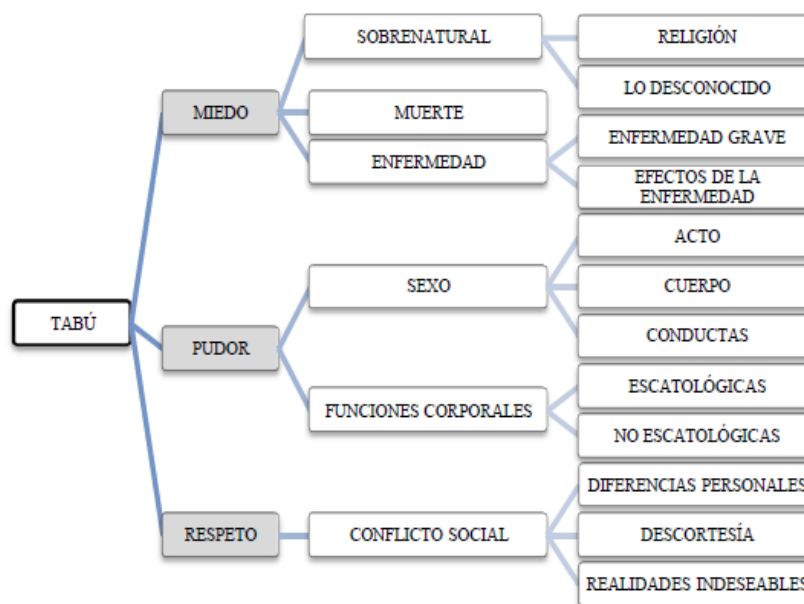 SOBRENATURAL
RELIGIÓN
LO DESCONOCIDO
MIEDO
MUERTE
ENFERMEDAD
ENFERMEDAD GRAVE
EFECTOS DE LA
ENFERMEDAD
TABÚ
PUDOR
SEXO
ACTO
CUERPO
CONDUCTAS
FUNCIONES CORPORALES
ESCATOLÓGICAS
NO ESCATOLÓGICAS
RESPETO
CONFLICTO SOCIAL
DIFERENCIAS PERSONALES
DESCORTESÍA
REALIDADES INDESEABLES